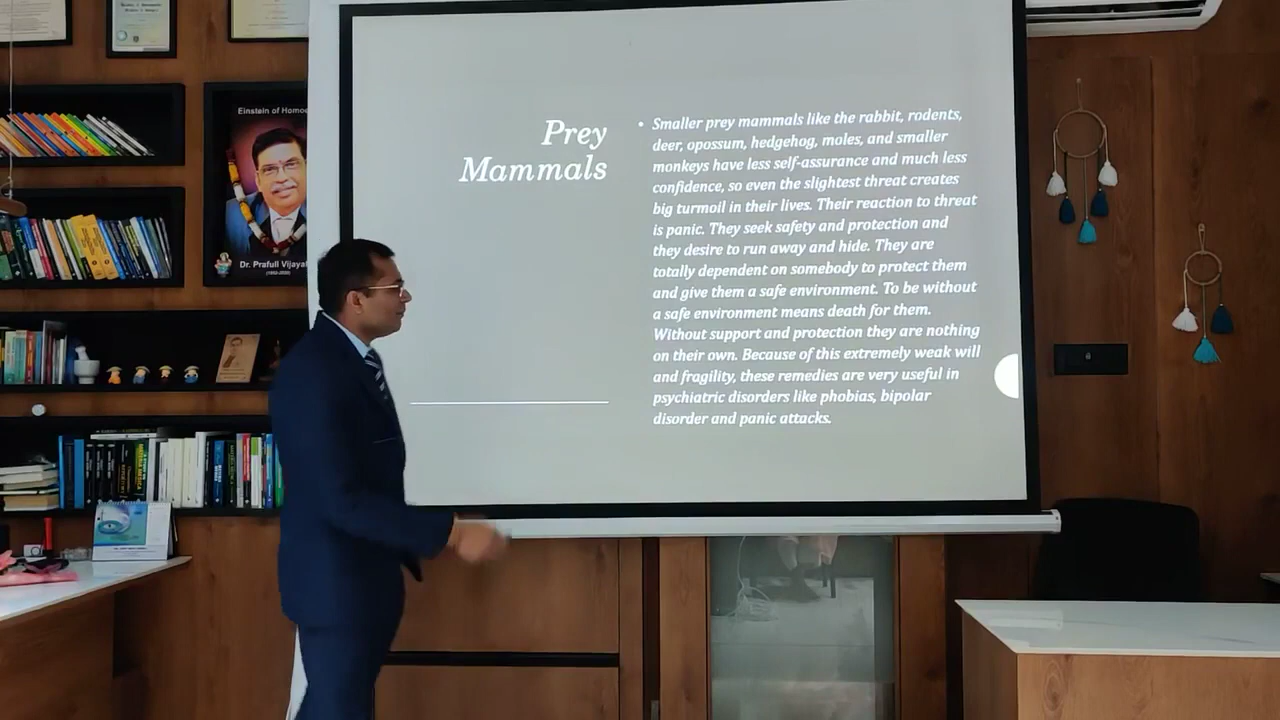 Einstein of Homoe
Dr. Prafull Vijaya
Prey
Mammals
• Smaller prey mammals like the rabbit, rodents,
deer, opossum, hedgehog, moles, and smaller
monkeys have less self-assurance and much less
confidence, so even the slightest threat creates
big turmoil in their lives. Their reaction to threat
is panic. They seek safety and protection and
they desire to run away and hide. They are
totally dependent on somebody to protect them
and give them a safe environment. To be without
a safe environment means death for them.
Without support and protection they are nothing
on their own. Because of this extremely weak will
and fragility, these remedies are very useful in
psychiatric disorders like phobias, bipolar
disorder and panic attacks.